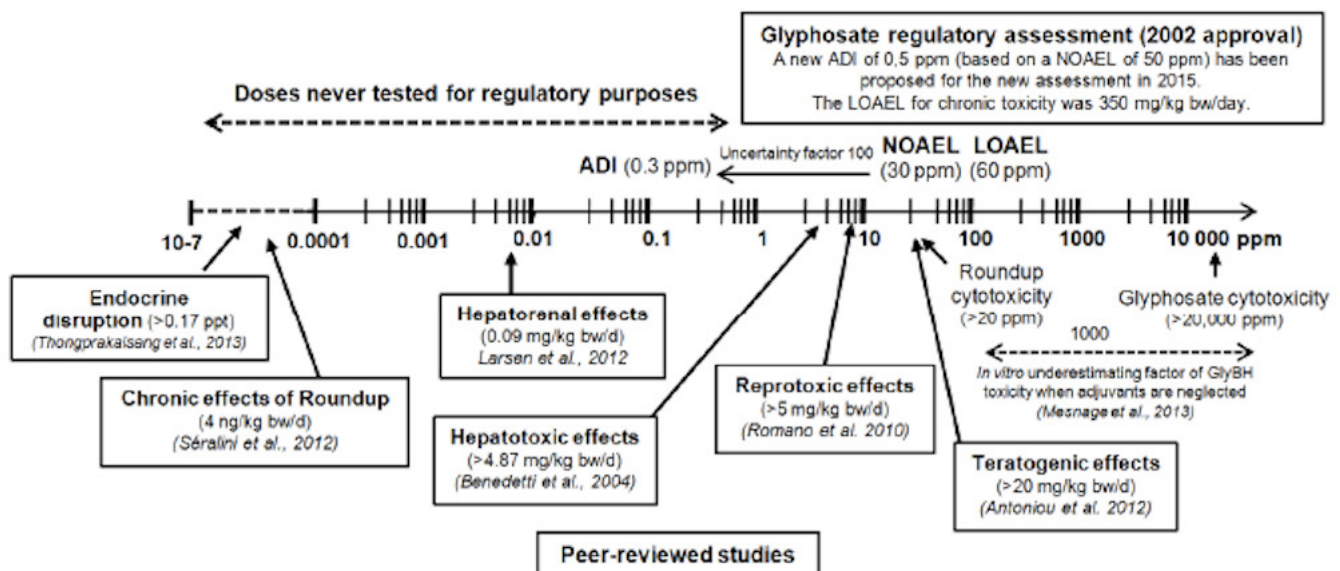 Glyphosate regulatory assessment (2002 approval)
A new ADI of 0,5 ppm (based on a NOAEL of 50 ppm) has been
proposed for the new assessment in 2015.
The LOAEL for chronic toxicity was 350 mg/kg bw/day.
Doses never tested for regulatory purposes
ADI (0.3 ppm)
Uncertainty factor 100
NOAEL LOAEL
(30 ppm) (60 ppm)
10-7 0.0001 0.001 0.01 0.1 1 10 100 1000 10 000 ppm
Endocrine
disruption (>0.17 ppt)
(Thongprakaisang et al., 2013)
Chronic effects of Roundup
(4 ng/kg bw/d)
(Séralini et al., 2012)
Hepatorenal effects
(0.09 mg/kg bw/d)
Larsen et al., 2012
Hepatotoxic effects
(>4.87 mg/kg bw/d)
(Benedetti et al., 2004)
Reprotoxic effects
(>5 mg/kg bw/d)
(Romano et al. 2010)
Roundup
cytotoxicity
(>20 ppm)
Glyphosate cytotoxicity
(>20,000 ppm)
1000
In vitro underestimating factor of GlyBH
toxicity when adjuvants are neglected
(Mesnage et al., 2013)
Teratogenic effects
(>20 mg/kg bw/d)
(Antoniou et al. 2012)
Peer-reviewed studies